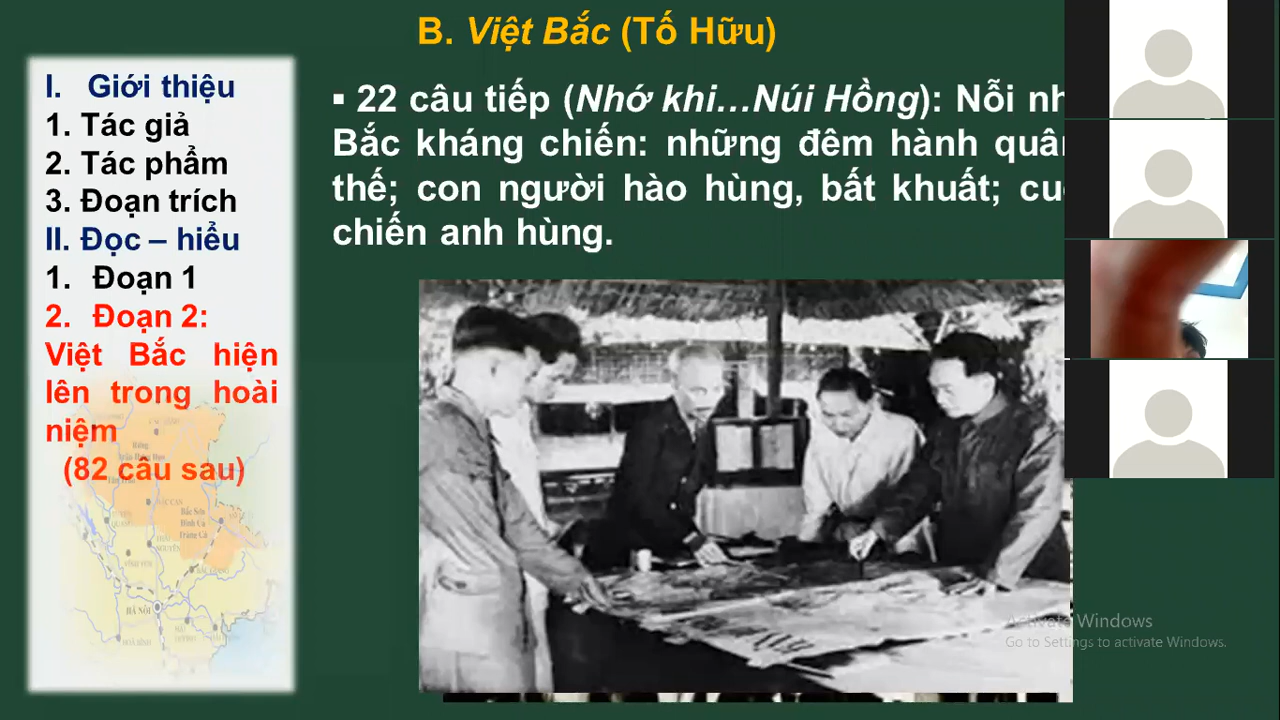 B. Việt Bắc (Tố Hữu)
I. Giới thiệu
1. Tác giả
2. Tác phẩm
3. Đoạn trích
II. Đọc – hiểu
1. Đoạn 1
2. Đoạn 2:
Việt Bắc hiện
lên trong hoài
niệm
(82 câu sau)
▪ 22 câu tiếp (Nhớ khi…Núi Hồng): Nỗi
Bắc kháng chiến: những đêm hành
thế; con người hào hùng, bất khuất;
chiến anh hùng.
HÀ NỘI
Activate Windows
Go to Settings to activate Windows.